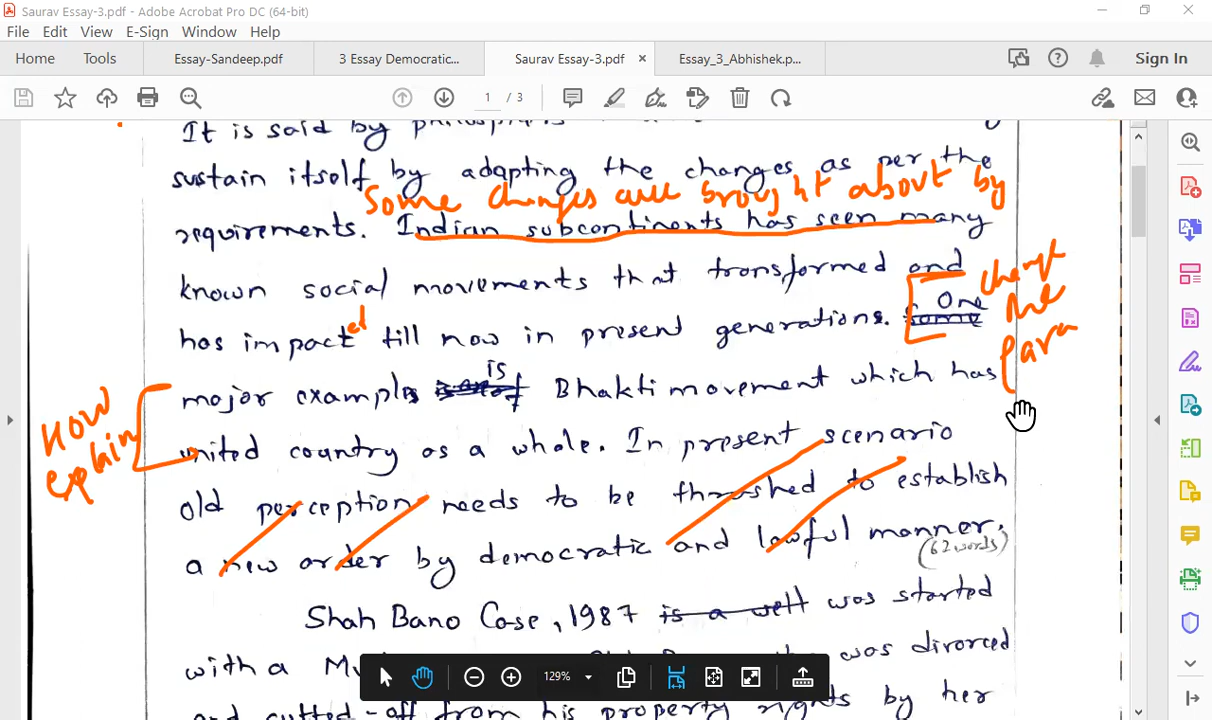 Saurav Essay-3.pdf - Adobe Acrobat Pro DC (64-bit)
File Edit View E-Sign Window Help
Home Tools Essay-Sandeep.pdf 3 Essay Democratic... Saurav Essay-3.pdf × Essay_3_Abhishek.p... Sign In
1 / 3
It is said by
sustain itself by adapting the changes as per the
Some changes are brought about by
requirements. Indian subcontinents has seen many
known social movements that transformed and
change the Para
has impacted till now in present generations. some One
major example is Bhakti movement which has
How explain
united country as a whole. In present scenario
old perception needs to be thrashed to establish
a new order by democratic and lawful manner.
(62 words)
Shah Bano Case, 1987 is a well was started
with a was divorced
and cutted-off from his property rights by her
129%